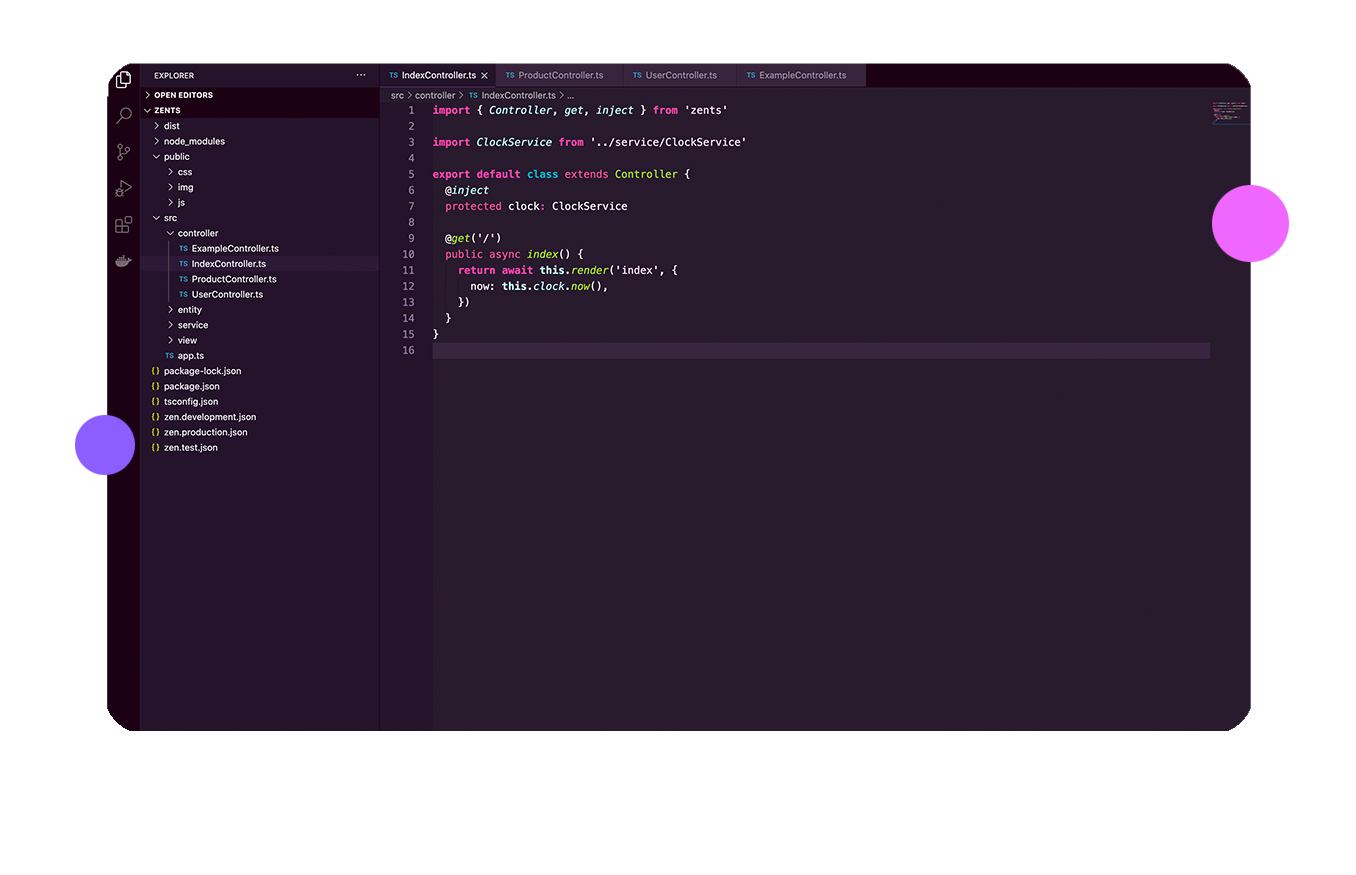 EXPLORER ...
OPEN EDITORS
ZENTS
dist
node_modules
public
css
img
js
src
controller
TS ExampleController.ts
TS IndexController.ts
TS ProductController.ts
TS UserController.ts
entity
service
view
TS app.ts
{} package-lock.json
{} package.json
{} tsconfig.json
{} zen.development.json
{} zen.production.json
{} zen.test.json
TS IndexController.ts × TS ProductController.ts TS UserController.ts TS ExampleController.ts
src > controller > TS IndexController.ts > ...
1 import { Controller, get, inject } from 'zents'
2
3 import ClockService from '../service/ClockService'
4
5 export default class extends Controller {
6 @inject
7 protected clock: ClockService
8
9 @get('/')
10 public async index() {
11 return await this.render('index', {
12 now: this.clock.now(),
13 })
14 }
15 }
16